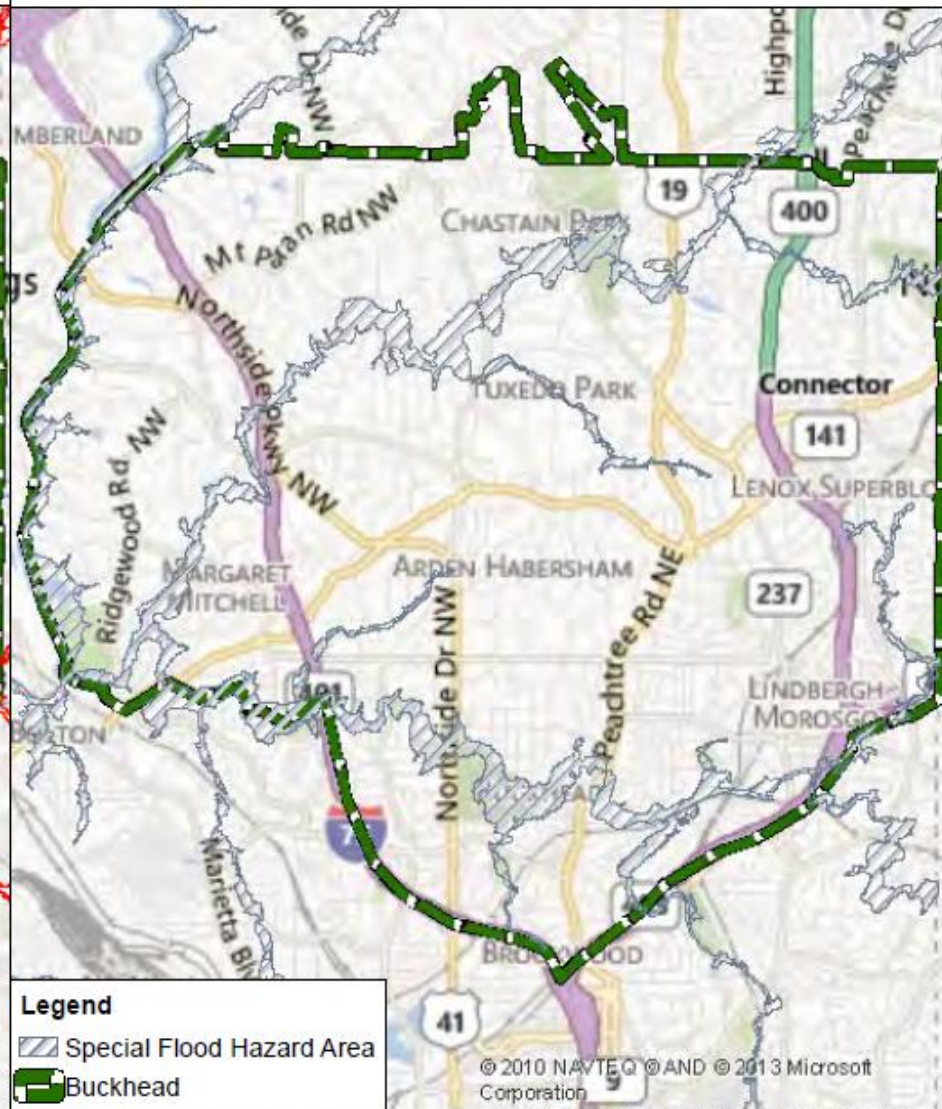 MBERLAND
Mt Paran Rd NW
19
400
CHASTAIN
gs
Northside Pkwy NW
TUXEDO PARK
Connector
141
Ridgewood Rd NW
LENOX SUPERBLO
MARGARET
MITCHELL
ARDEN HABERSHAM
237
Northside Dr NW
Peachtree Rd NE
LINDBERGH
MOROSGO
Marietta Bl
41
9
Legend
Special Flood Hazard Area
Buckhead
© 2010 NAVTEQ © AND © 2013 Microsoft
Corporation